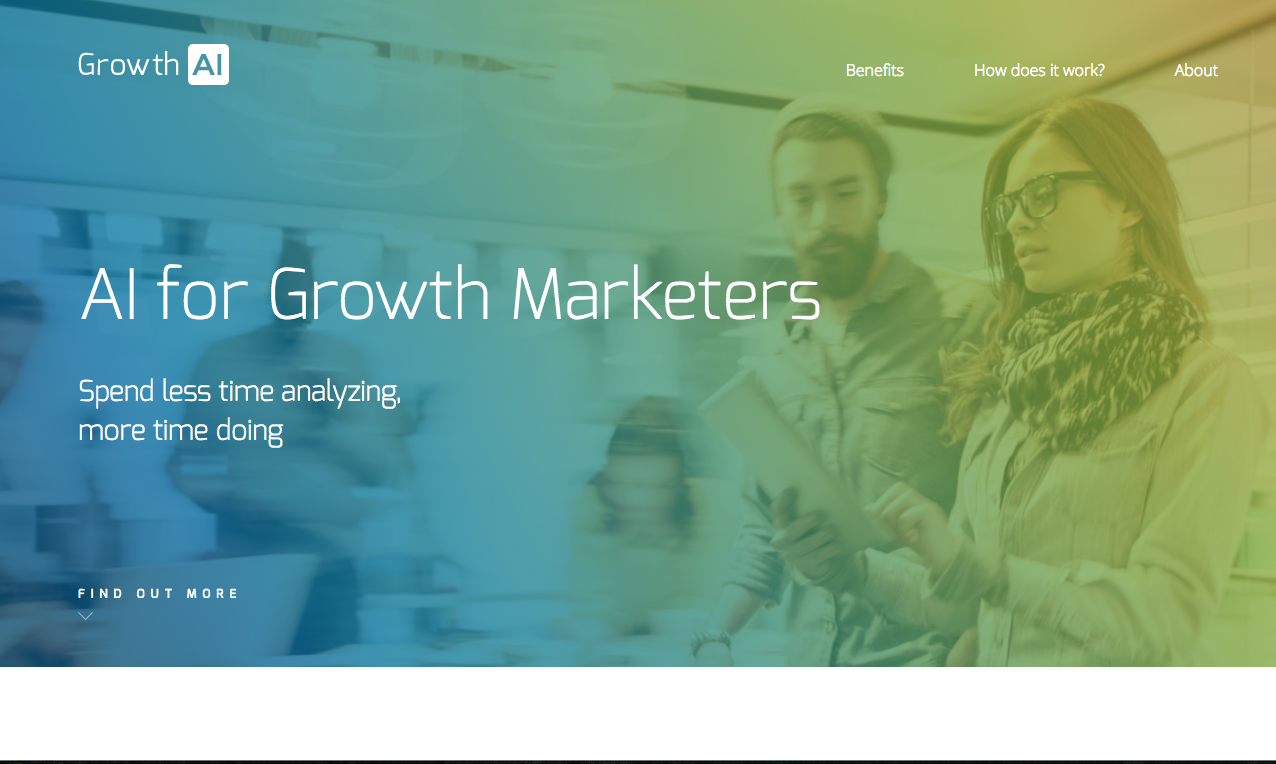 Growth AI
Benefits
How does it work?
About
AI for Growth Marketers
Spend less time analyzing,
more time doing
FIND OUT MORE